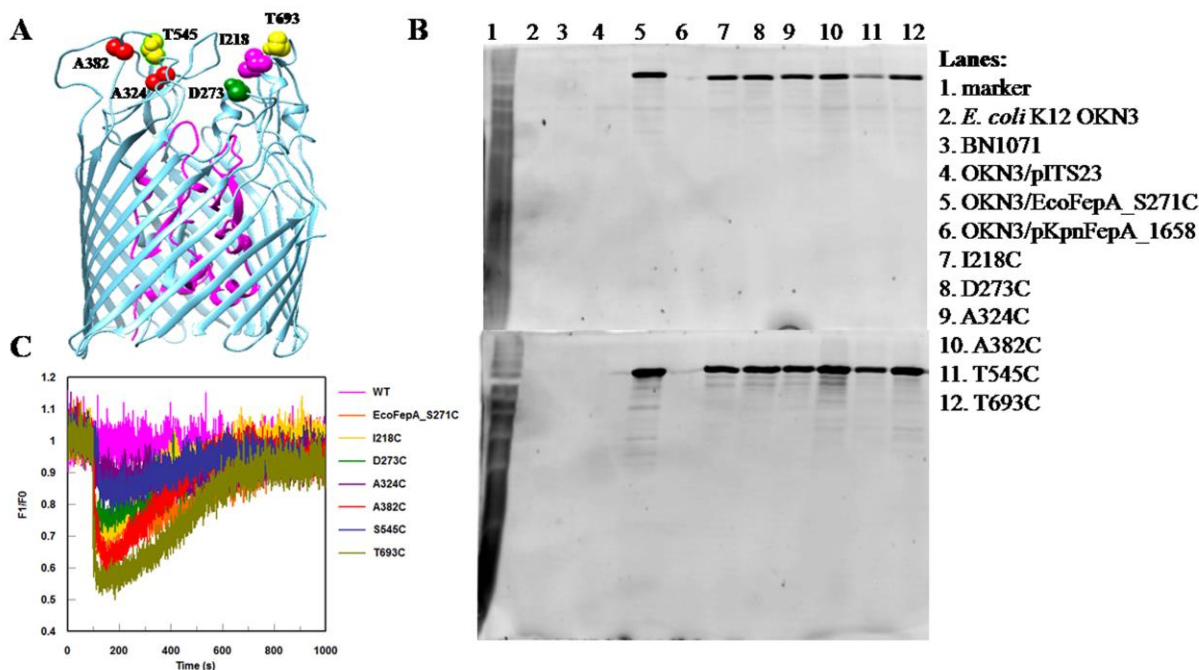 A
T545
I218
T693
A382
A324
D273
B
1 2 3 4 5 6 7 8 9 10 11 12
Lanes:
1. marker
2. E. coli K12 OKN3
3. BN1071
4. OKN3/pITS23
5. OKN3/EcoFepA_S271C
6. OKN3/pKpnFepA_1658
7. I218C
8. D273C
9. A324C
10. A382C
11. T545C
12. T693C
C
1.2
1.1
1
0.9
0.8
0.7
0.6
0.5
0.4
F1/F0
0 200 400 600 800 1000
Time (s)
WT
EcoFepA_S271C
I218C
D273C
A324C
A382C
S545C
T693C